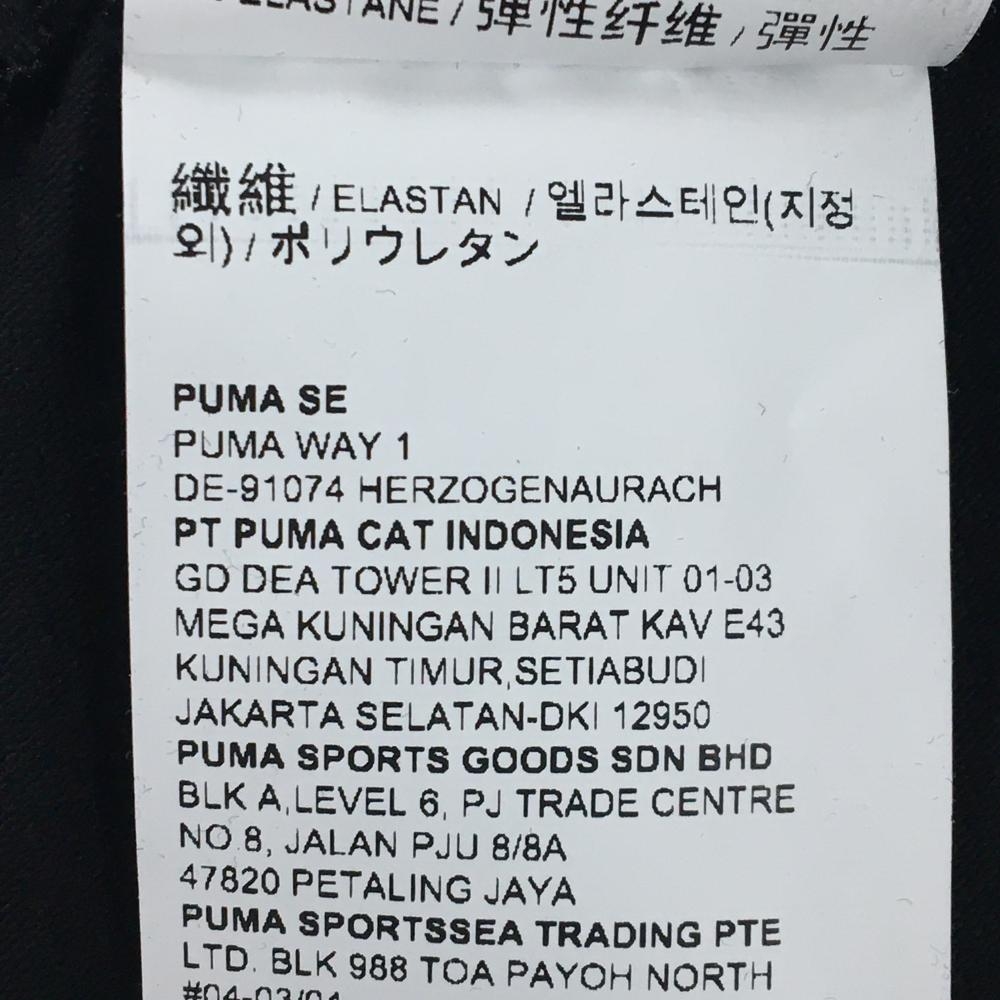 ELASTANE / 弹性纤维 / 彈性
纖維 / ELASTAN / 엘라스테인(지정
외) / ポリウレタン
PUMA SE
PUMA WAY 1
DE-91074 HERZOGENAURACH
PT PUMA CAT INDONESIA
GD DEA TOWER II LT5 UNIT 01-03
MEGA KUNINGAN BARAT KAV E43
KUNINGAN TIMUR,SETIABUDI
JAKARTA SELATAN-DKI 12950
PUMA SPORTS GOODS SDN BHD
BLK A,LEVEL 6, PJ TRADE CENTRE
NO.8, JALAN PJU 8/8A
47820 PETALING JAYA
PUMA SPORTSSEA TRADING PTE
LTD. BLK 988 TOA PAYOH NORTH
#04-03/04